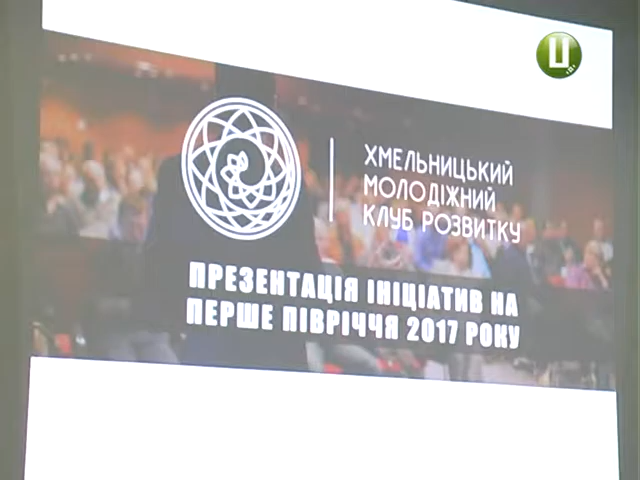 Ц
ХМЕЛЬНИЦЬКИЙ
МОЛОДІЖНИЙ
КЛУБ РОЗВИТКУ
ПРЕЗЕНТАЦІЯ ІНІЦІАТИВ НА
ПЕРШЕ ПІВРІЧЧЯ 2017 РОКУ